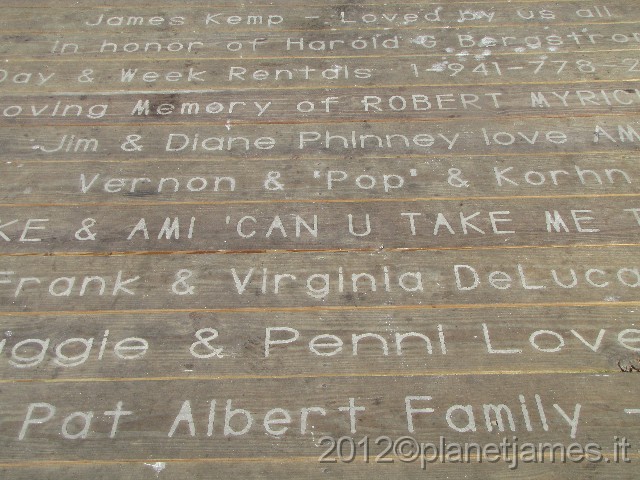 James Kemp - Loved by us all
In honor of Harold G Bergstro
Day & Week Rentals 1-941-778-2
oving Memory of ROBERT MYRICK
Jim & Diane Phinney love AM
Vernon & "Pop" & Korhn
KE & AMI 'CAN U TAKE ME T
Frank & Virginia DeLuca
ggie & Penni Love
Pat Albert Family -
2012©planetjames.it